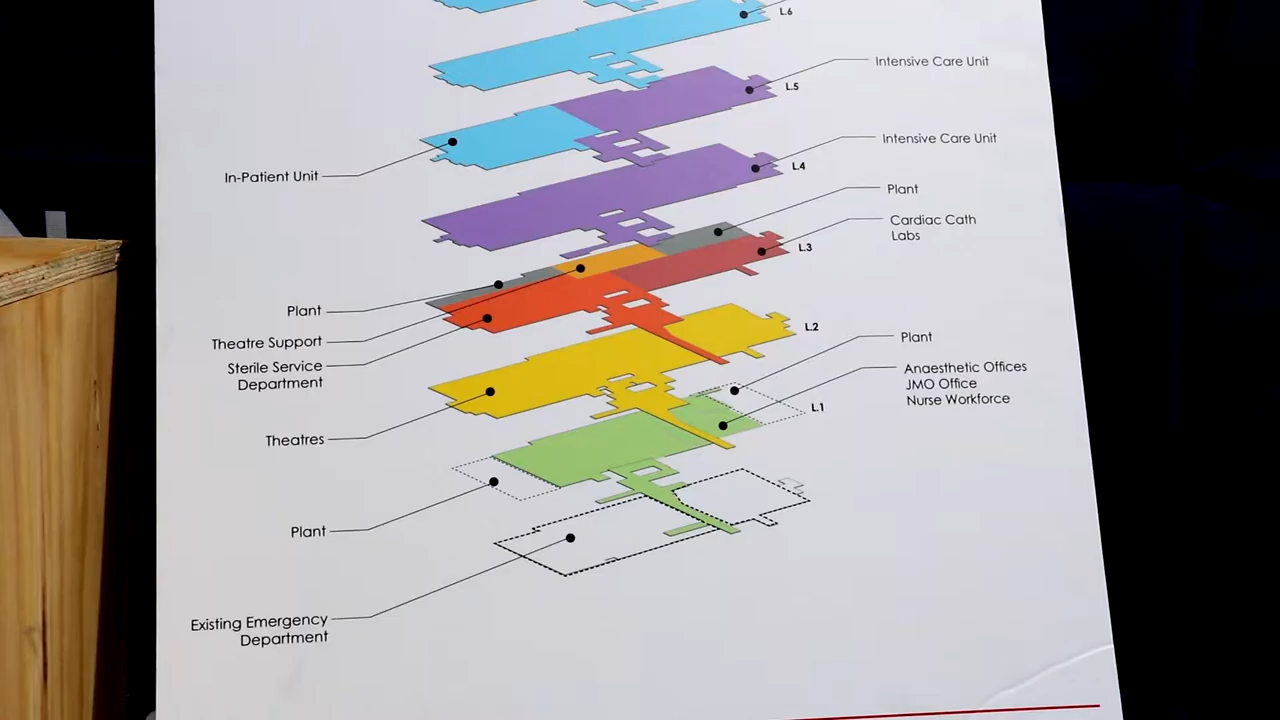 L.6
Intensive Care Unit
L.5
In-Patient Unit
Intensive Care Unit
L.4
Plant
Cardiac Cath
Labs
L.3
Plant
Theatre Support
Sterile Service
Department
L.2
Plant
Anaesthetic Offices
JMO Office
Nurse Workforce
L.1
Theatres
Plant
Existing Emergency
Department